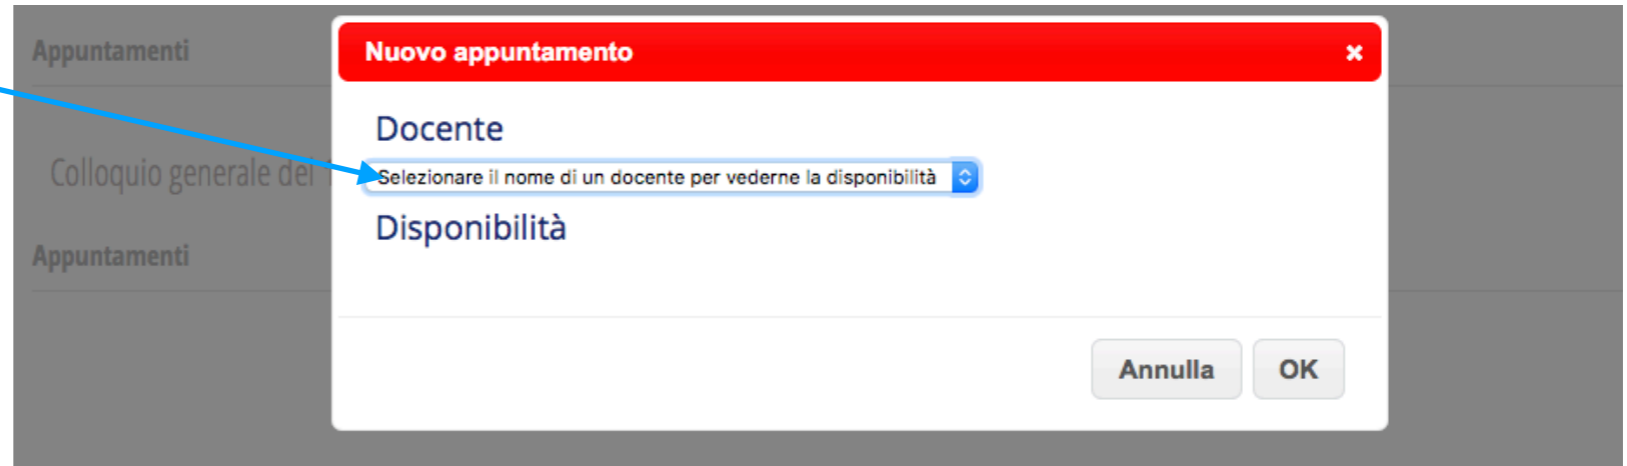 Appuntamenti
Nuovo appuntamento
Docente
Colloquio generale del
Selezionare il nome di un docente per vederne la disponibilità
Disponibilità
Appuntamenti
Annulla
OK